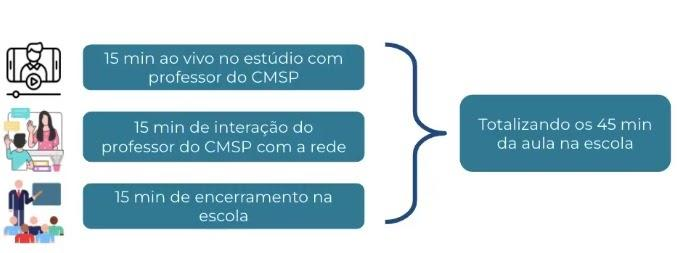 15 min ao vivo no estúdio com
professor do CMSP
15 min de interação do
professor do CMSP com a rede
15 min de encerramento na
escola
Totalizando os 45 min
da aula na escola